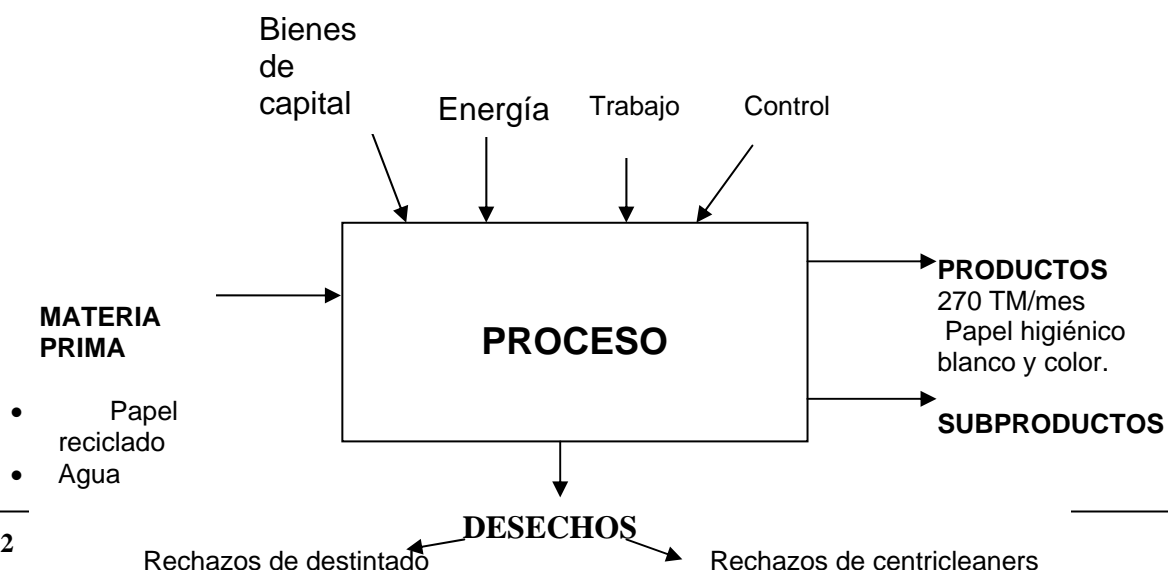 Bienes
de
capital
Energía
Trabajo
Control
MATERIA
PRIMA
• Papel
reciclado
• Agua
PROCESO
PRODUCTOS
270 TM/mes
Papel higiénico
blanco y color.
SUBPRODUCTOS
DESECHOS
2
Rechazos de destintado
Rechazos de centricleaners